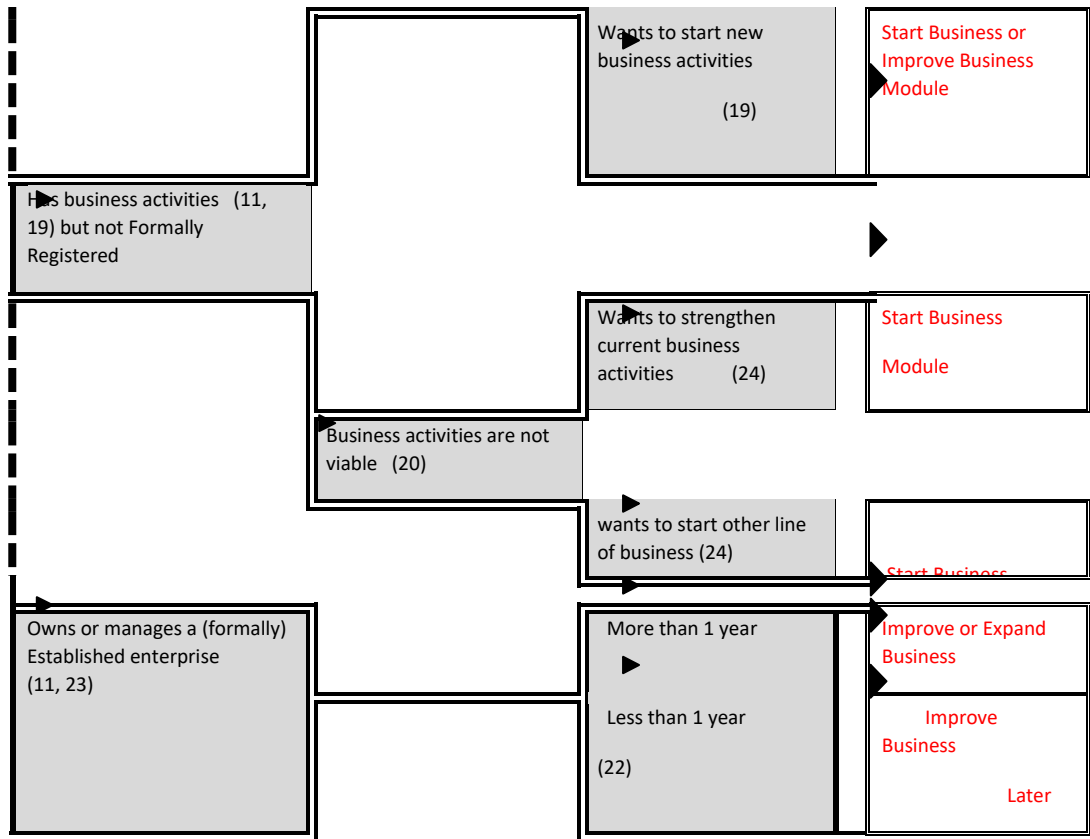 Wants to start new
business activities
(19)
Start Business or
Improve Business
Module
Has business activities (11,
19) but not Formally
Registered
Wants to strengthen
current business
activities (24)
Start Business
Module
Business activities are not
viable (20)
wants to start other line
of business (24)
Start Business
Owns or manages a (formally)
Established enterprise
(11, 23)
More than 1 year
Less than 1 year
(22)
Improve or Expand
Business
Improve
Business
Later